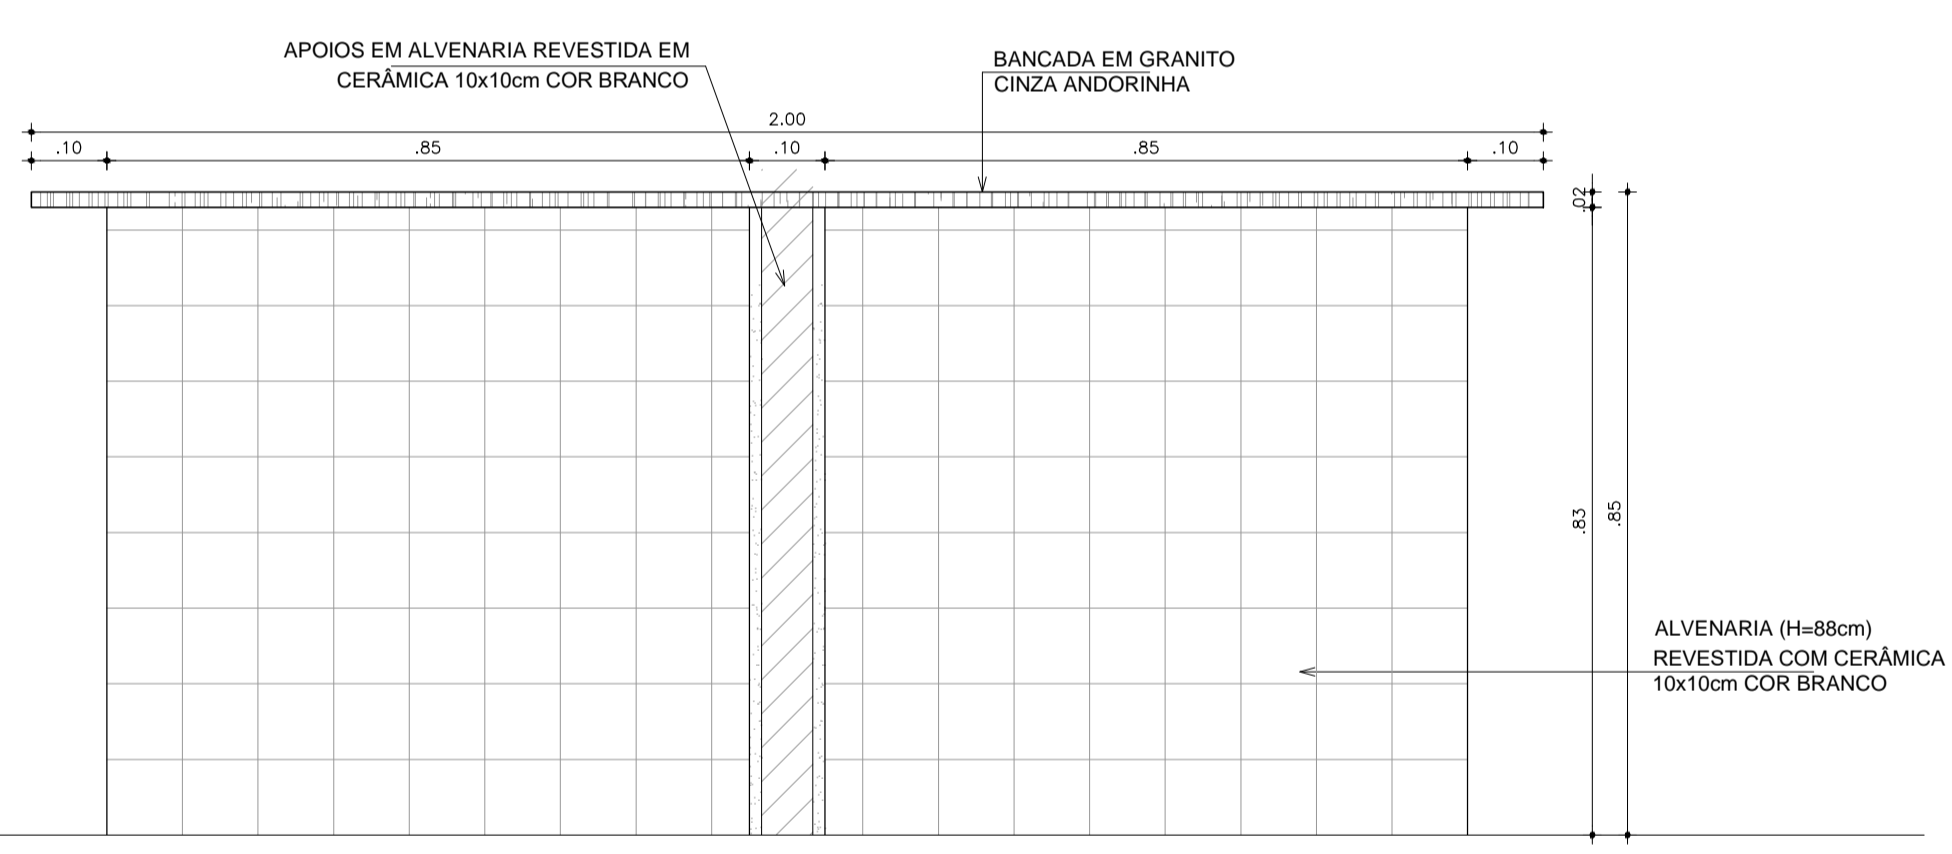 APOIOS EM ALVENARIA REVESTIDA EM
CERÂMICA 10x10cm COR BRANCO
BANCADA EM GRANITO
CINZA ANDORINHA
2.00
.10
.85
.10
.85
.10
.02
.83
.85
ALVENARIA (H=88cm)
REVESTIDA COM CERÂMICA
10x10cm COR BRANCO